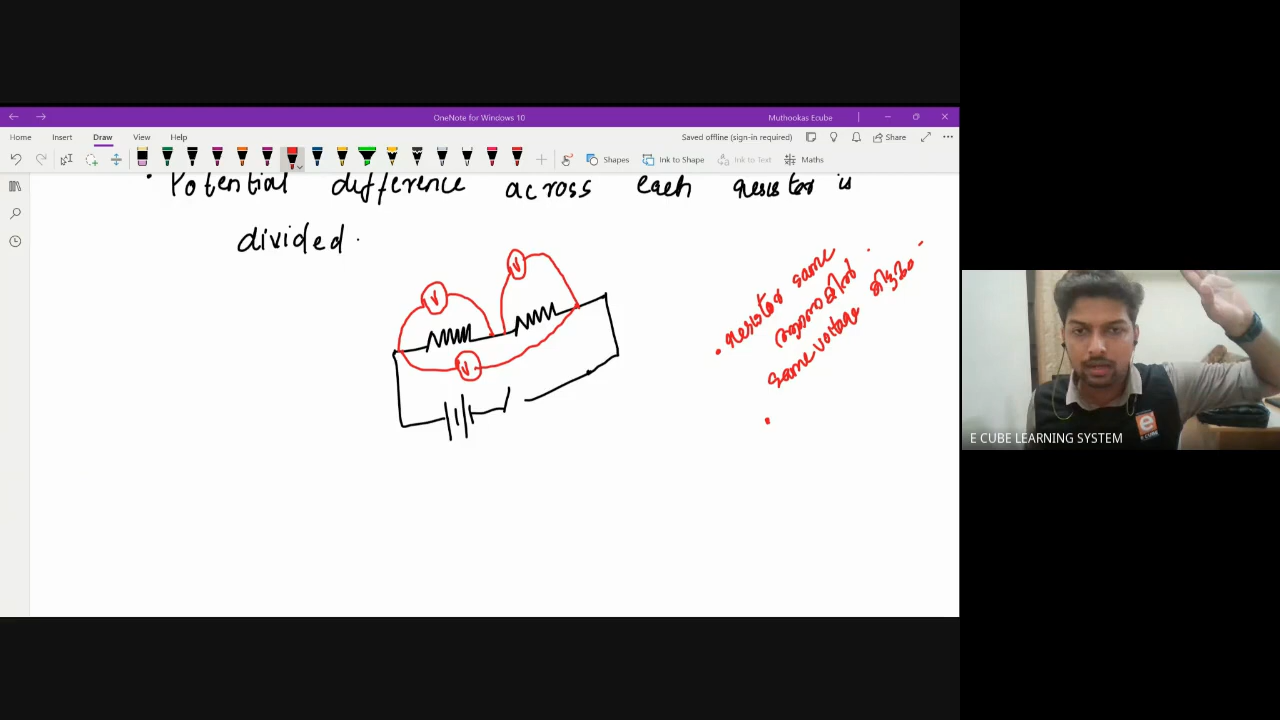 OneNote for Windows 10
Muthookas Ecube
Home Insert Draw View Help
Saved offline (sign-in required)
Share
Shapes
Ink to Shape
Ink to Text
Maths
Potential difference across each resistor is
divided.
V
V
V
resistor same
ആണെങ്കിൽ
same voltage കിട്ടും
E CUBE LEARNING SYSTEM
e
E CUBE